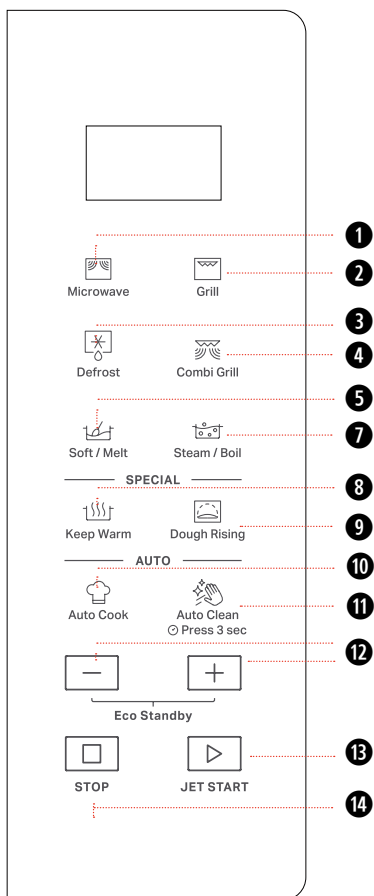 1
Microwave Grill
2
3
Defrost Combi Grill
4
5
Soft / Melt Steam / Boil
7
SPECIAL
8
Keep Warm Dough Rising
9
AUTO
10
Auto Cook Auto Clean
Press 3 sec
11
12
− +
Eco Standby
13
STOP JET START
14